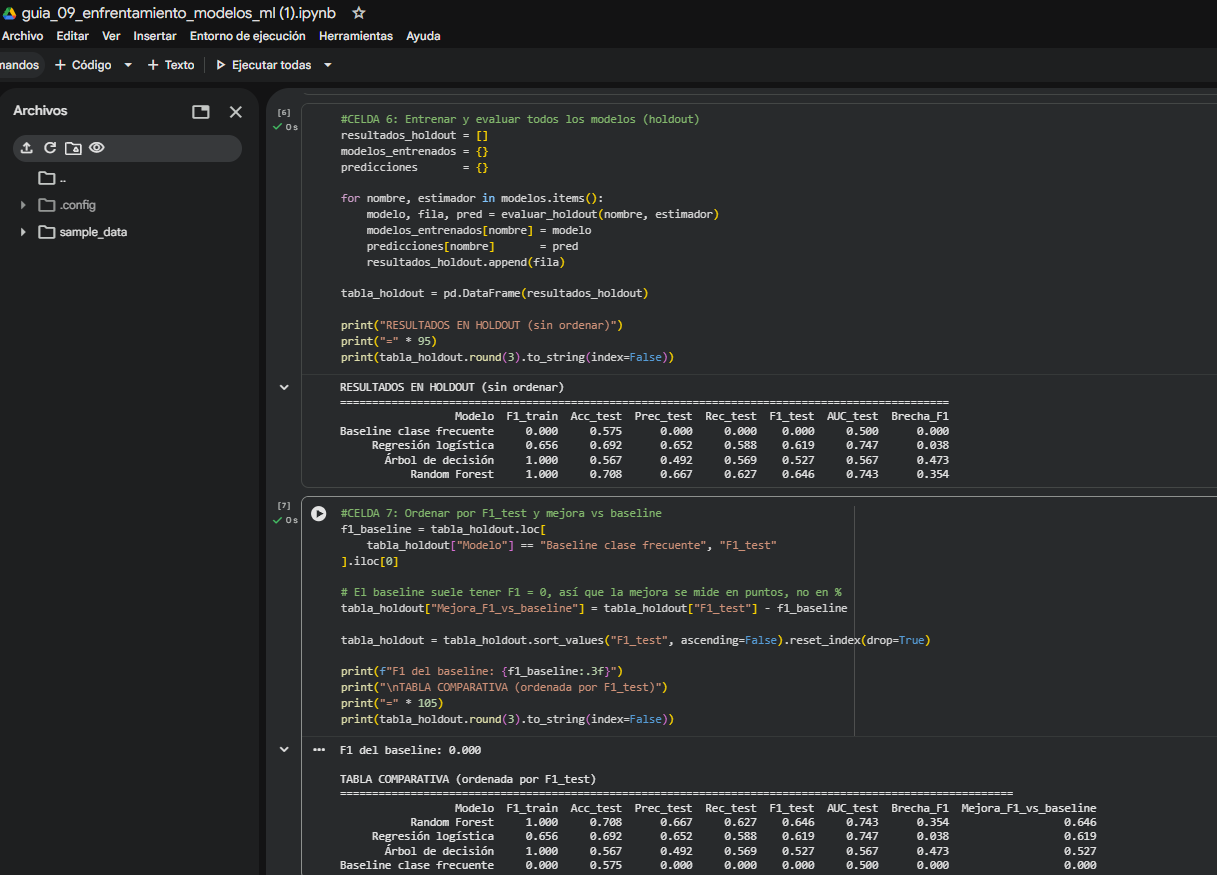 guia_09_enfrentamiento_modelos_ml (1).ipynb
Archivo Editar Ver Insertar Entorno de ejecución Herramientas Ayuda
mandos + Código + Texto Ejecutar todas
Archivos
..
.config
sample_data
[6]
0 s
#CELDA 6: Entrenar y evaluar todos los modelos (holdout)
resultados_holdout = []
modelos_entrenados = {}
predicciones       = {}
for nombre, estimador in modelos.items():
    modelo, fila, pred = evaluar_holdout(nombre, estimador)
    modelos_entrenados[nombre] = modelo
    predicciones[nombre]       = pred
    resultados_holdout.append(fila)
tabla_holdout = pd.DataFrame(resultados_holdout)
print("RESULTADOS EN HOLDOUT (sin ordenar)")
print("=" * 95)
print(tabla_holdout.round(3).to_string(index=False))
RESULTADOS EN HOLDOUT (sin ordenar)
===============================================================================================
Modelo F1_train Acc_test Prec_test Rec_test F1_test AUC_test Brecha_F1
Baseline clase frecuente 0.000 0.575 0.000 0.000 0.000 0.500 0.000
Regresión logística 0.656 0.692 0.652 0.588 0.619 0.747 0.038
Árbol de decisión 1.000 0.567 0.492 0.569 0.527 0.567 0.473
Random Forest 1.000 0.708 0.667 0.627 0.646 0.743 0.354
[7]
0 s
#CELDA 7: Ordenar por F1_test y mejora vs baseline
f1_baseline = tabla_holdout.loc[
    tabla_holdout["Modelo"] == "Baseline clase frecuente", "F1_test"
].iloc[0]
# El baseline suele tener F1 = 0, así que la mejora se mide en puntos, no en %
tabla_holdout["Mejora_F1_vs_baseline"] = tabla_holdout["F1_test"] - f1_baseline
tabla_holdout = tabla_holdout.sort_values("F1_test", ascending=False).reset_index(drop=True)
print(f"F1 del baseline: {f1_baseline:.3f}")
print("\nTABLA COMPARATIVA (ordenada por F1_test)")
print("=" * 105)
print(tabla_holdout.round(3).to_string(index=False))
F1 del baseline: 0.000
TABLA COMPARATIVA (ordenada por F1_test)
=========================================================================================================
Modelo F1_train Acc_test Prec_test Rec_test F1_test AUC_test Brecha_F1 Mejora_F1_vs_baseline
Random Forest 1.000 0.708 0.667 0.627 0.646 0.743 0.354 0.646
Regresión logística 0.656 0.692 0.652 0.588 0.619 0.747 0.038 0.619
Árbol de decisión 1.000 0.567 0.492 0.569 0.527 0.567 0.473 0.527
Baseline clase frecuente 0.000 0.575 0.000 0.000 0.000 0.500 0.000 0.000